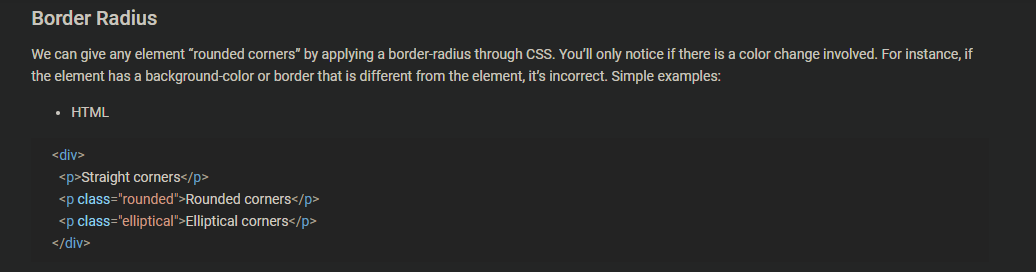 Border Radius
We can give any element “rounded corners” by applying a border-radius through CSS. You’ll only notice if there is a color change involved. For instance, if
the element has a background-color or border that is different from the element, it’s incorrect. Simple examples:
• HTML
<div>
<p>Straight corners</p>
<p class="rounded">Rounded corners</p>
<p class="elliptical">Elliptical corners</p>
</div>